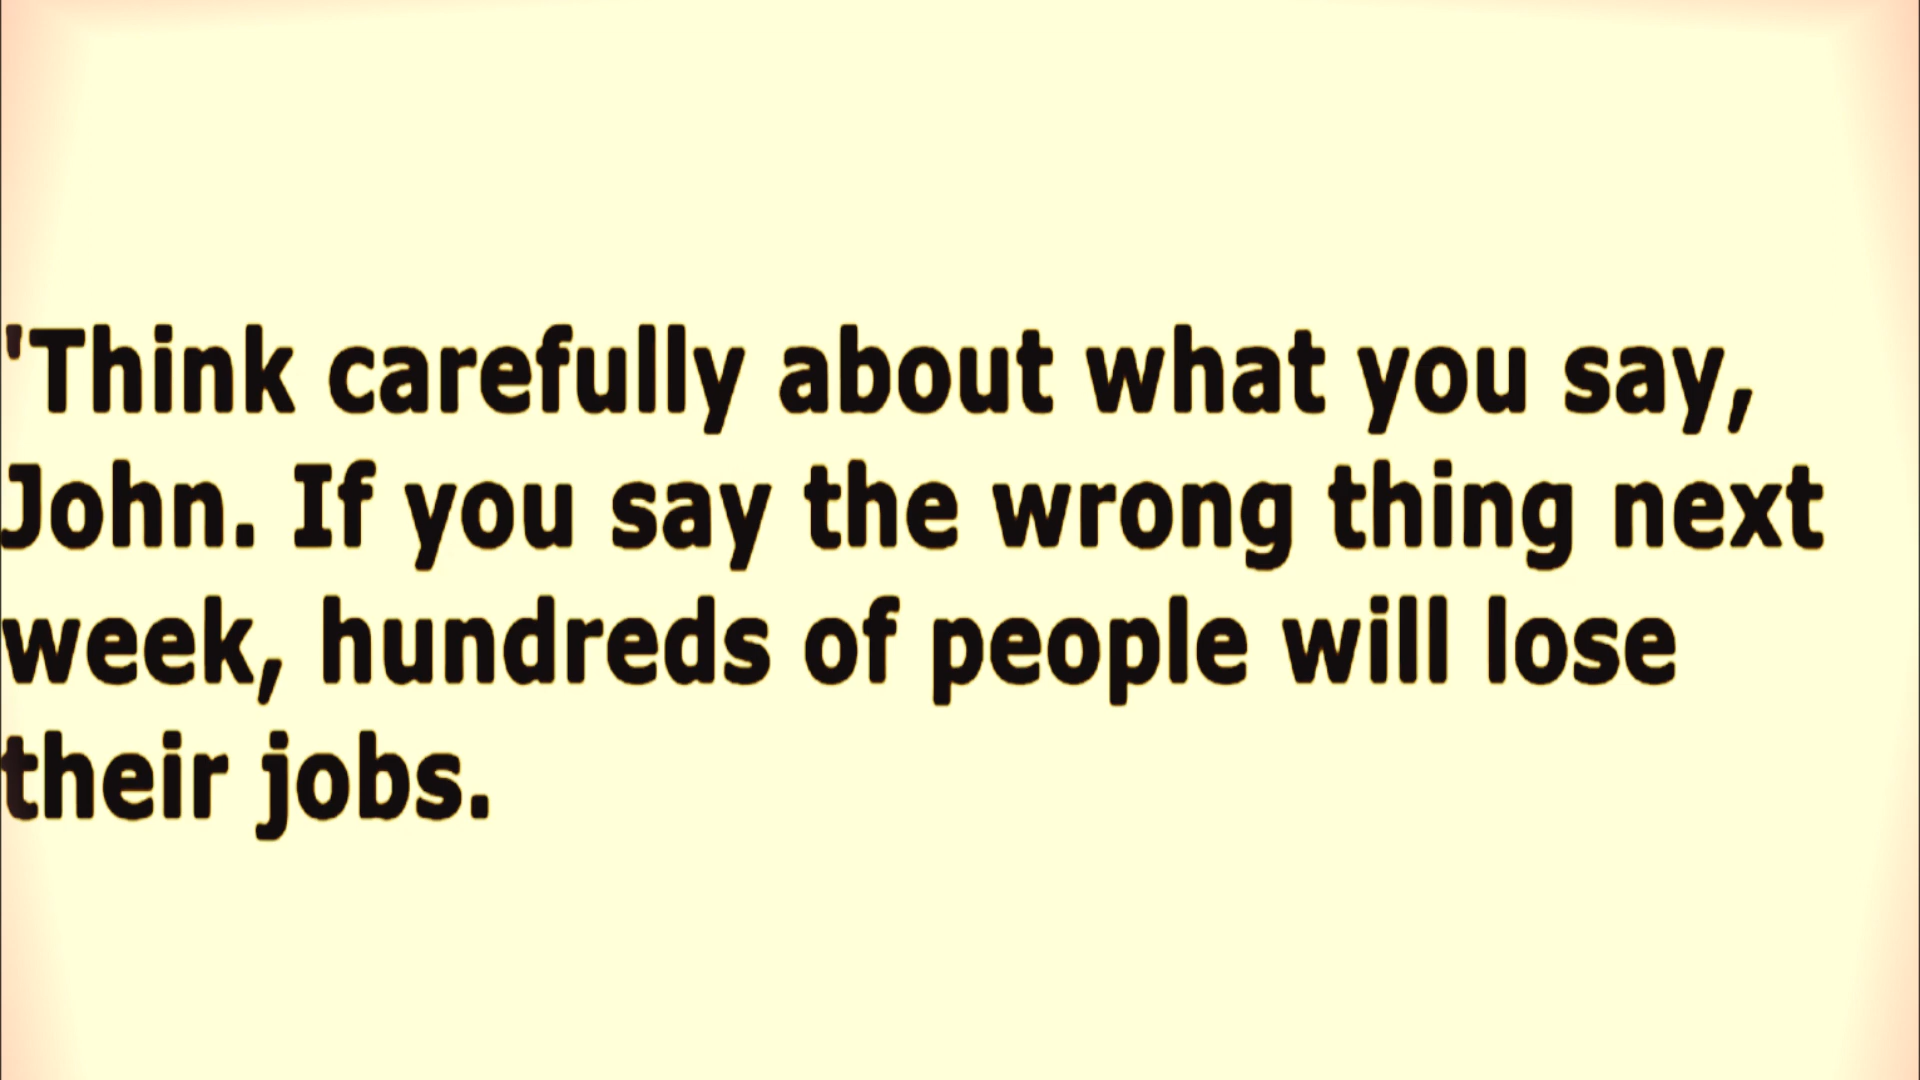 'Think carefully about what you say,
John. If you say the wrong thing next
week, hundreds of people will lose
their jobs.